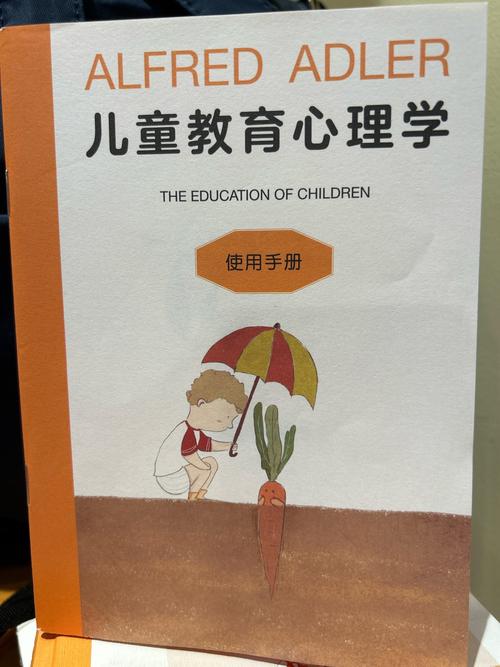 ALFRED ADLER
儿童教育心理学
THE EDUCATION OF CHILDREN
使用手册